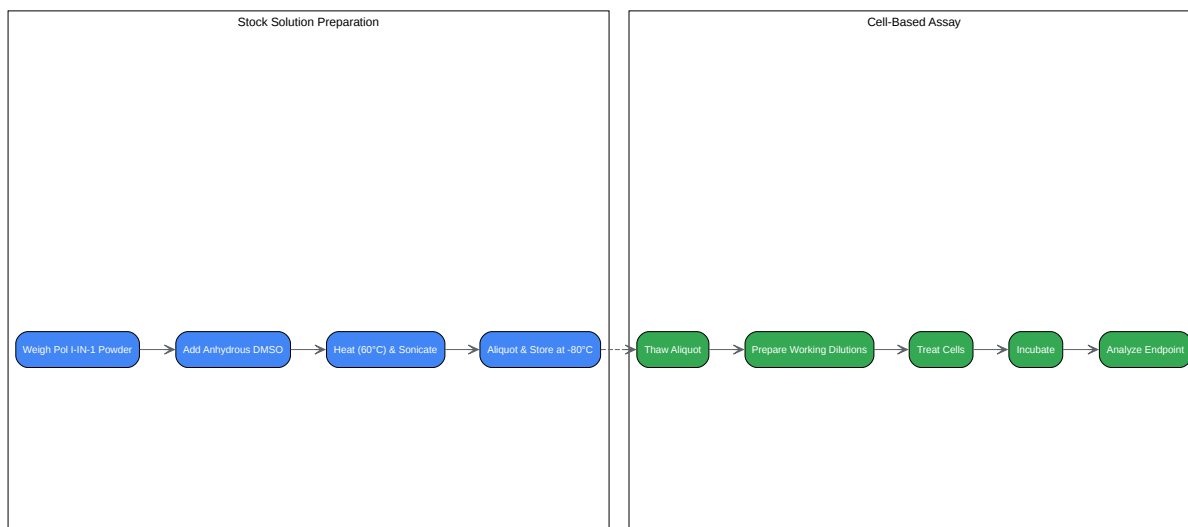 Stock Solution Preparation
Weigh Pol I-IN-1 Powder
Add Anhydrous DMSO
Heat (60°C) & Sonicate
Aliquot & Store at -80°C
Cell-Based Assay
Thaw Aliquot
Prepare Working Dilutions
Treat Cells
Incubate
Analyze Endpoint